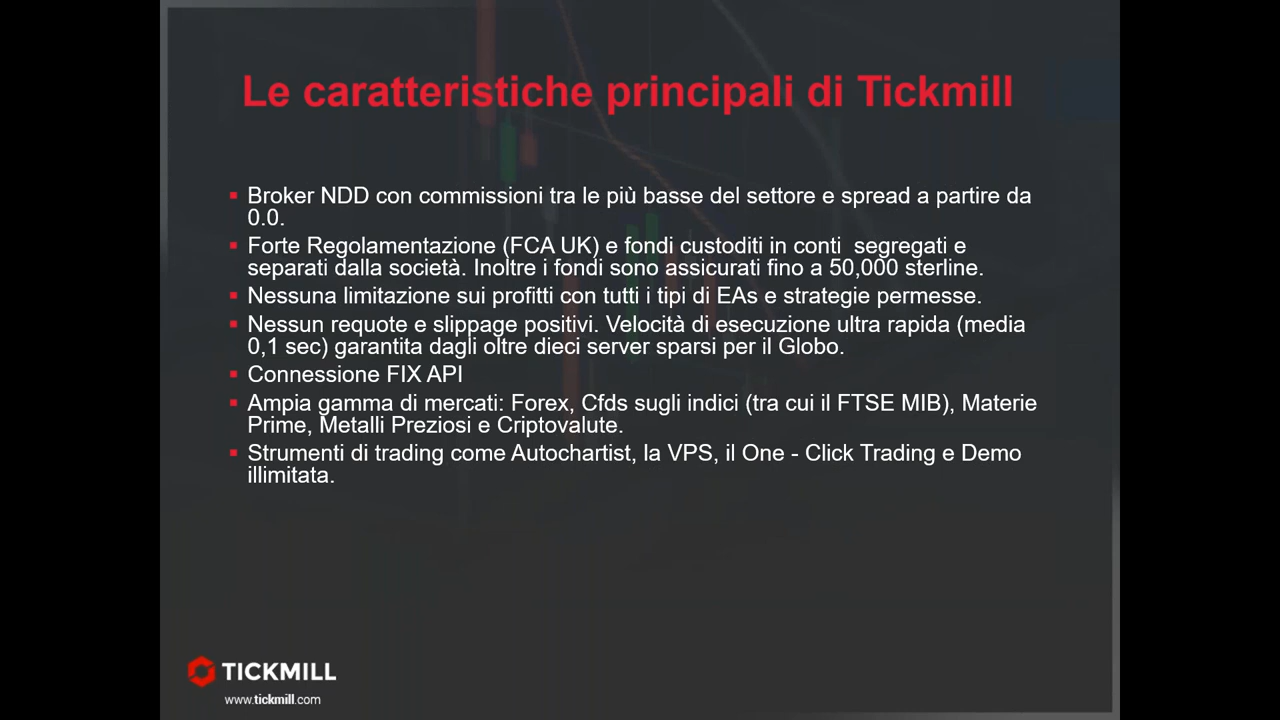 Le caratteristiche principali di Tickmill
Broker NDD con commissioni tra le più basse del settore e spread a partire da
0.0.
Forte Regolamentazione (FCA UK) e fondi custoditi in conti  segregati e
separati dalla società. Inoltre i fondi sono assicurati fino a 50,000 sterline.
Nessuna limitazione sui profitti con tutti i tipi di EAs e strategie permesse.
Nessun requote e slippage positivi. Velocità di esecuzione ultra rapida (media
0,1 sec) garantita dagli oltre dieci server sparsi per il Globo.
Connessione FIX API
Ampia gamma di mercati: Forex, Cfds sugli indici (tra cui il FTSE MIB), Materie
Prime, Metalli Preziosi e Criptovalute.
Strumenti di trading come Autochartist, la VPS, il One - Click Trading e Demo
illimitata.
TICKMILL
www.tickmill.com